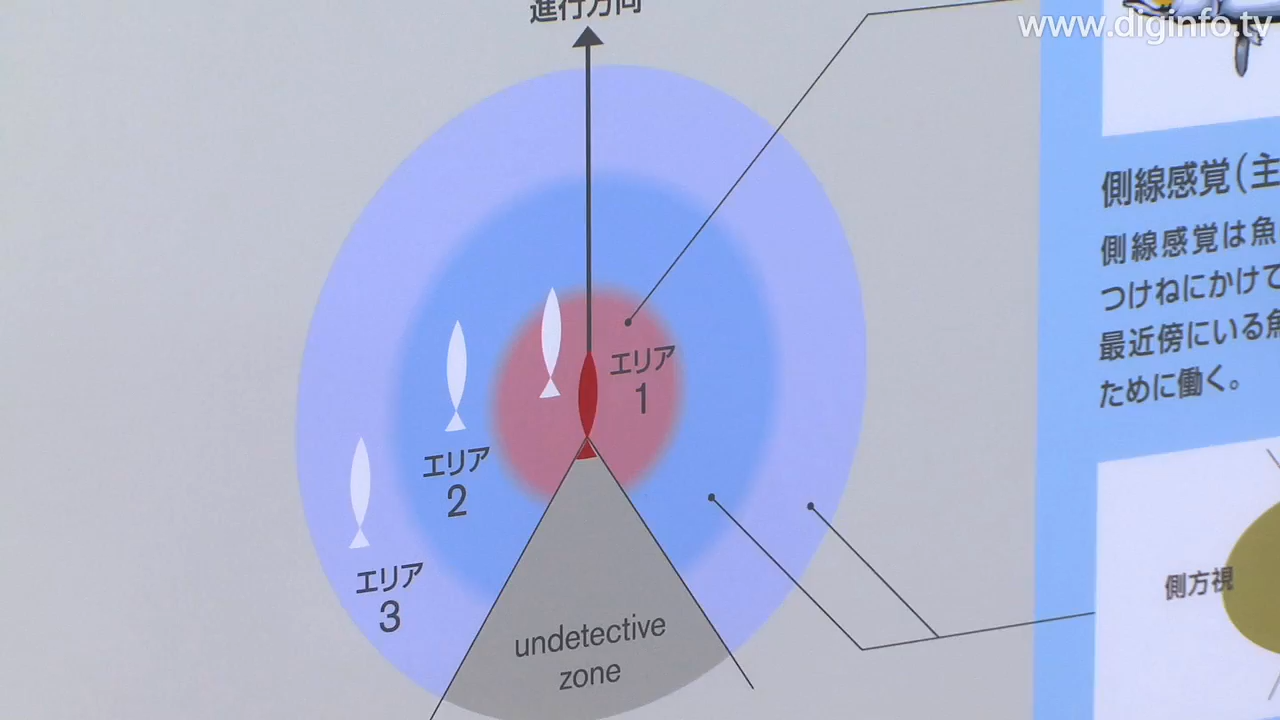 進行方向
www.diginfo.tv
側線感覚(主
側線感覚は魚
つけねにかけて
最近傍にいる魚
ために働く。
エリア
1
エリア
2
エリア
3
側方視
undetective
zone